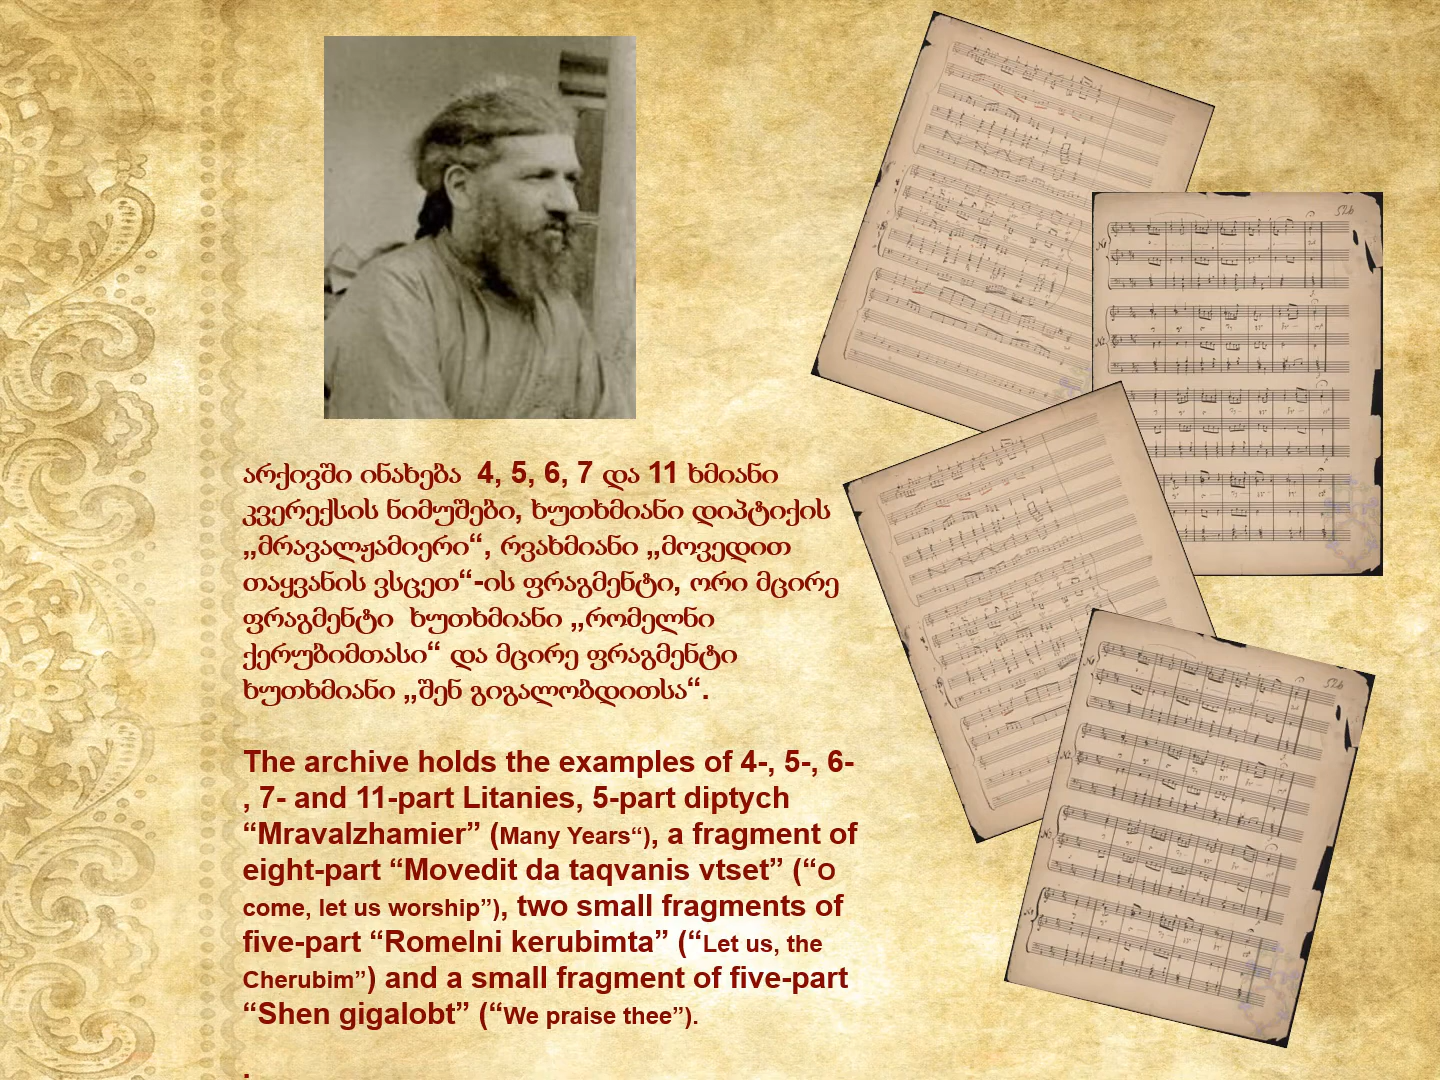 არქივში ინახება 4, 5, 6, 7 და 11 ხმიანი
კვერექსის ნიმუშები, ხუთხმიანი დიპტიქის
„მრავალჟამიერი“, რვახმიანი „მოვედით
თაყვანის ვსცეთ“-ის ფრაგმენტი, ორი მცირე
ფრაგმენტი ხუთხმიანი „რომელნი
ქერუბიმთასი“ და მცირე ფრაგმენტი
ხუთხმიანი „შენ გიგალობდითსა“.
The archive holds the examples of 4-, 5-, 6-
, 7- and 11-part Litanies, 5-part diptych
“Mravalzhamier” (Many Years“), a fragment of
eight-part “Movedit da taqvanis vtset” (“O
come, let us worship”), two small fragments of
five-part “Romelni kerubimta” (“Let us, the
Cherubim”) and a small fragment of five-part
“Shen gigalobt” (“We praise thee”).
.